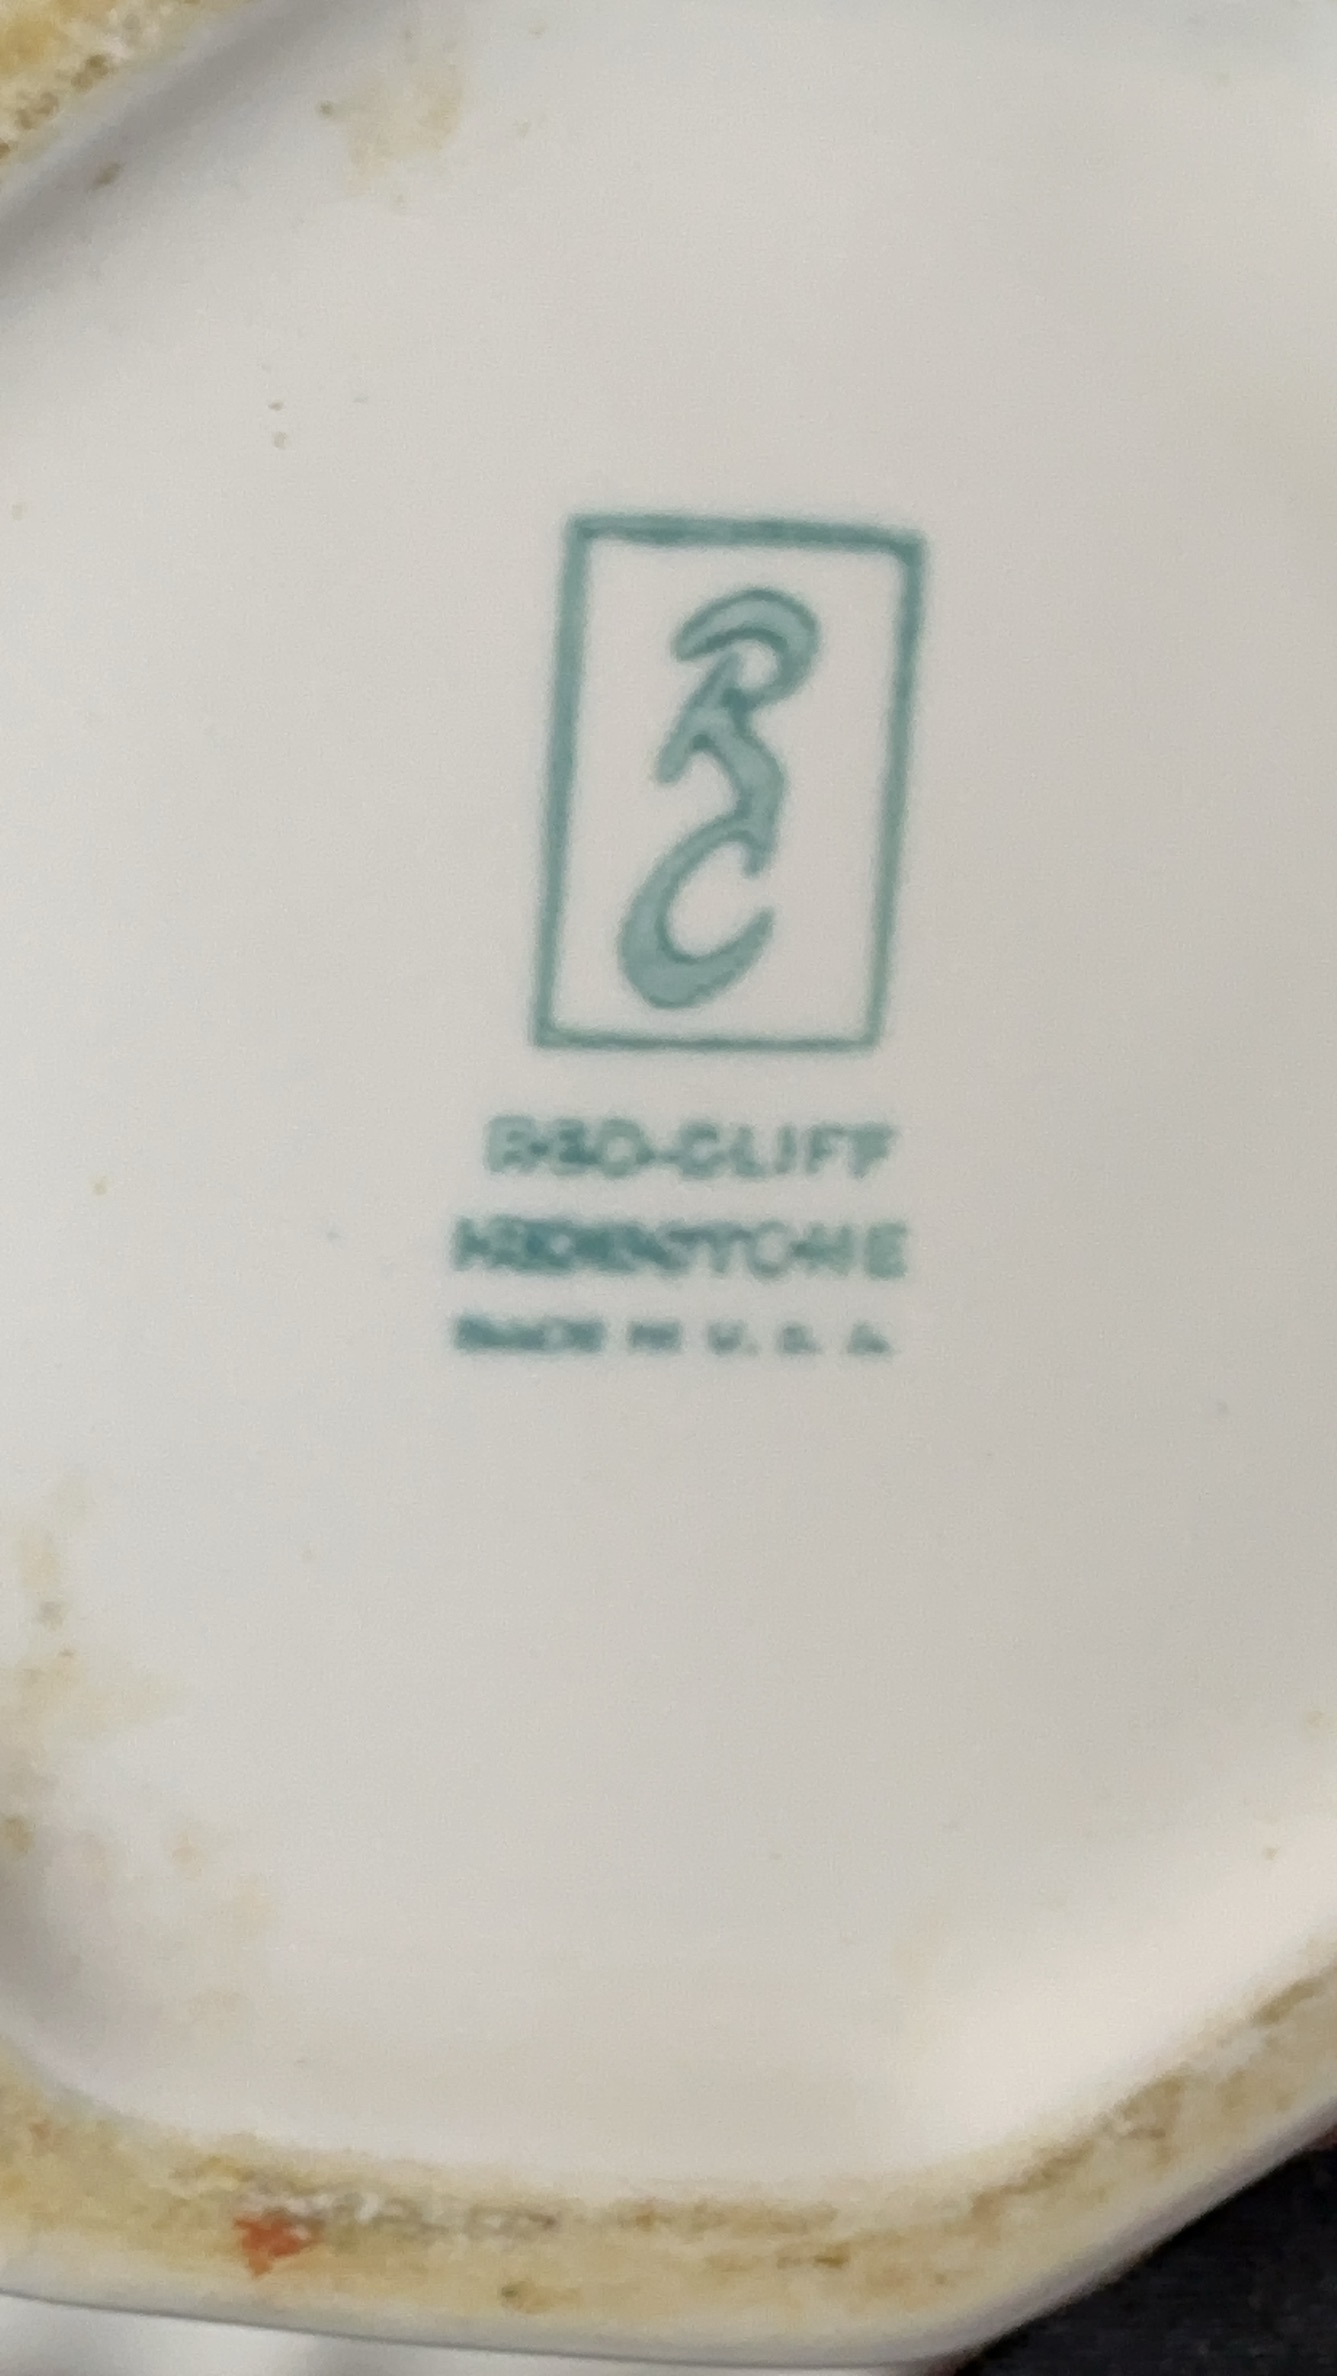 RC
RED-CLIFF
IRONSTONE
MADE IN U. S. A.